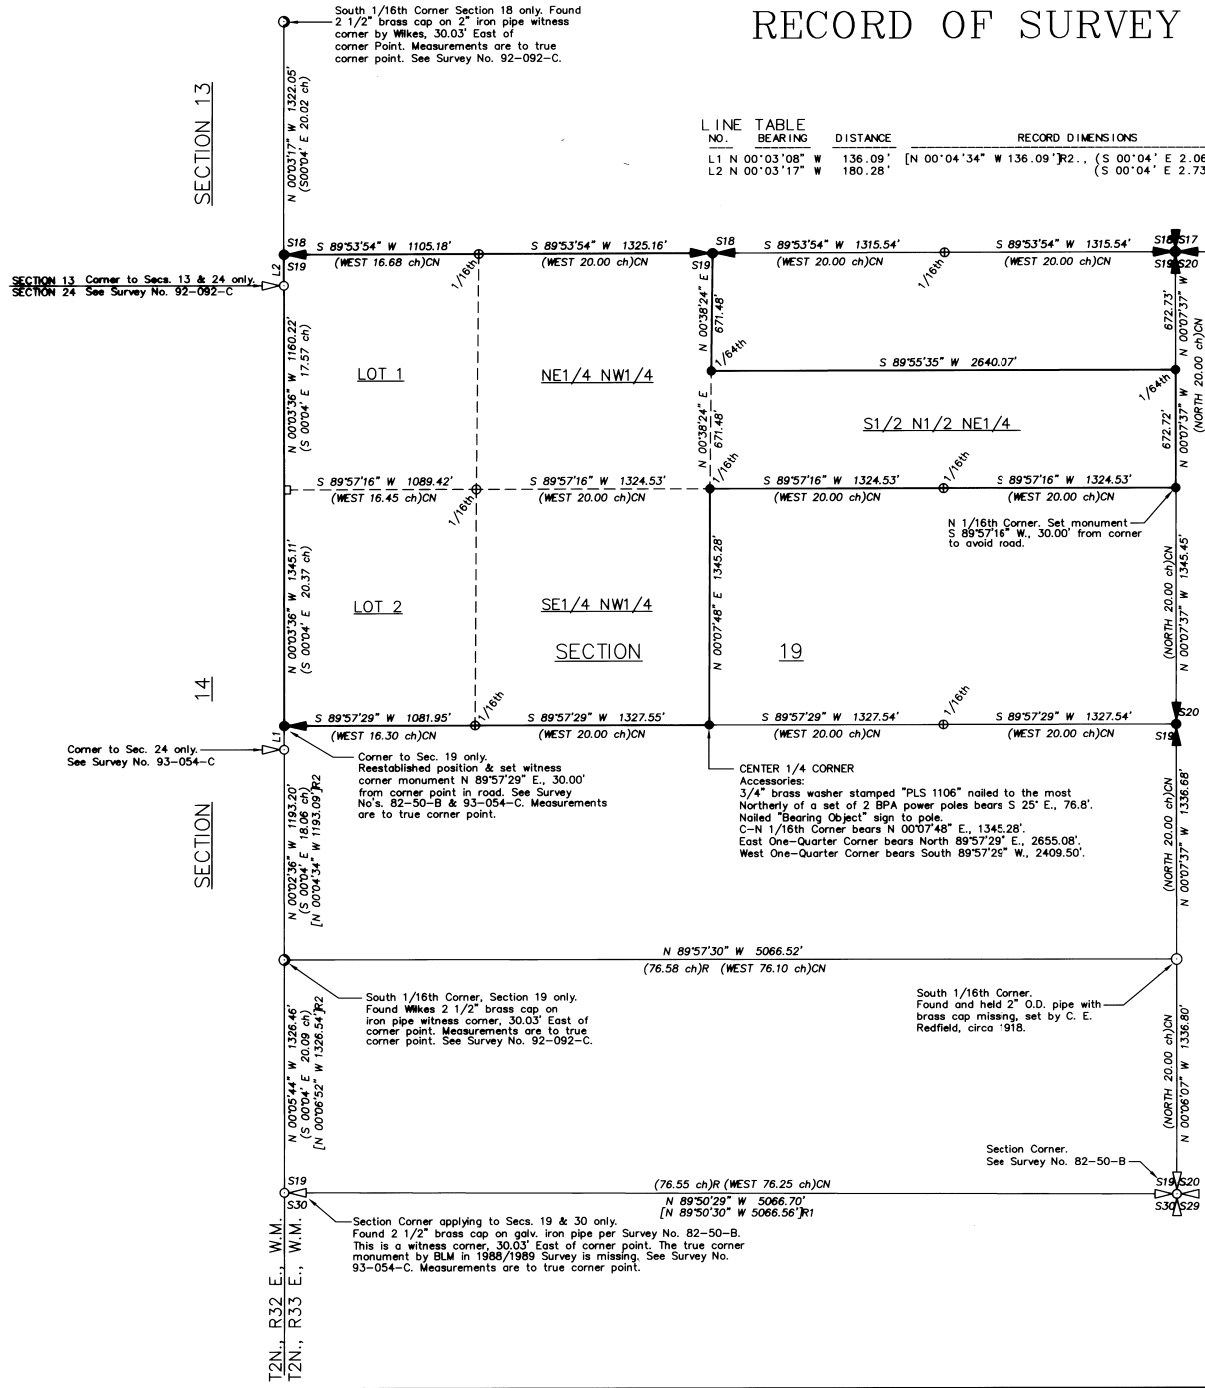 RECORD OF SURVEY
South 1/16th Corner Section 18 only. Found
2 1/2" brass cap on 2" iron pipe witness
corner by Wilkes, 30.03' East of
corner Point. Measurements are to true
corner point. See Survey No. 92-092-C.
LINE TABLE
NO. BEARING DISTANCE RECORD DIMENSIONS
L1 N 00°03'08" W 136.09' [N 00°04'34" W 136.09']R2., (S 00°04' E 2.06
L2 N 00°03'17" W 180.28' (S 00°04' E 2.73
SECTION 13
N 00°03'17" W 1322.05'
(S00°04' E 20.02 ch)
S18
S 89°53'54" W 1105.18'
S 89°53'54" W 1325.16'
S18
S 89°53'54" W 1315.54'
S 89°53'54" W 1315.54'
S18 S17
S19
(WEST 16.68 ch)CN
1/16th
(WEST 20.00 ch)CN
S19
(WEST 20.00 ch)CN
1/16th
(WEST 20.00 ch)CN
S19 S20
L2
SECTION 13 Corner to Secs. 13 & 24 only.
SECTION 24 See Survey No. 92-092-C
N 00°38'24" E
671.48'
672.73'
N 00°07'37" W
(NORTH 20.00 ch)CN
N 00°03'36" W 1160.22'
(S 00°04' E 17.57 ch)
LOT 1
NE1/4 NW1/4
1/64th
S 89°55'35" W 2640.07'
1/64th
N 00°38'24" E
671.48'
S1/2 N1/2 NE1/4
672.72'
N 00°07'37" W
S 89°57'16" W 1089.42'
S 89°57'16" W 1324.53'
1/16th
S 89°57'16" W 1324.53'
1/16th
S 89°57'16" W 1324.53'
(WEST 16.45 ch)CN
1/16th
(WEST 20.00 ch)CN
(WEST 20.00 ch)CN
(WEST 20.00 ch)CN
N 1/16th Corner. Set monument
S 89°57'16" W., 30.00' from corner
to avoid road.
N 00°03'36" W 1345.11'
(S 00°04' E 20.37 ch)
LOT 2
SE1/4 NW1/4
N 00°07'48" E 1345.28'
(NORTH 20.00 ch)CN
N 00°07'37" W 1345.45'
SECTION 19
14
S 89°57'29" W 1081.95'
1/16th
S 89°57'29" W 1327.55'
S 89°57'29" W 1327.54'
1/16th
S 89°57'29" W 1327.54'
S20
L1
(WEST 16.30 ch)CN
(WEST 20.00 ch)CN
(WEST 20.00 ch)CN
(WEST 20.00 ch)CN
S19
Corner to Sec. 24 only.
See Survey No. 93-054-C
Corner to Sec. 19 only.
Reestablished position & set witness
corner monument N 89°57'29" E., 30.00'
from corner point in road. See Survey
No's. 82-50-B & 93-054-C. Measurements
are to true corner point.
CENTER 1/4 CORNER
Accessories:
3/4" brass washer stamped "PLS 1106" nailed to the most
Northerly of a set of 2 BPA power poles bears S 25° E., 76.8'.
Nailed "Bearing Object" sign to pole.
C-N 1/16th Corner bears N 00°07'48" E., 1345.28'.
East One-Quarter Corner bears North 89°57'29" E., 2655.08'.
West One-Quarter Corner bears South 89°57'29" W., 2409.50'.
SECTION
N 00°02'36" W 1193.20'
(S 00°04' E 18.06 ch)
[N 00°04'34" W 1193.09']R2
(NORTH 20.00 ch)CN
N 00°07'37" W 1336.68'
N 89°57'30" W 5066.52'
(76.58 ch)R (WEST 76.10 ch)CN
South 1/16th Corner, Section 19 only.
Found Wilkes 2 1/2" brass cap on
iron pipe witness corner, 30.03' East of
corner point. Measurements are to true
corner point. See Survey No. 92-092-C.
South 1/16th Corner.
Found and held 2" O.D. pipe with
brass cap missing, set by C. E.
Redfield, circa 1918.
N 00°05'44" W 1326.46'
(S 00°04' E 20.09 ch)
[N 00°06'52" W 1326.54']R2
(NORTH 20.00 ch)CN
N 00°06'07" W 1336.80'
Section Corner.
See Survey No. 82-50-B
S19
(76.55 ch)R (WEST 76.25 ch)CN
S19 S20
S30
N 89°50'29" W 5066.70'
[N 89°50'30" W 5066.56']R1
S30 S29
Section Corner applying to Secs. 19 & 30 only.
Found 2 1/2" brass cap on galv. iron pipe per Survey No. 82-50-B.
This is a witness corner, 30.03' East of corner point. The true corner
monument by BLM in 1988/1989 Survey is missing. See Survey No.
93-054-C. Measurements are to true corner point.
T2N., R32 E., W.M.
T2N., R33 E., W.M.